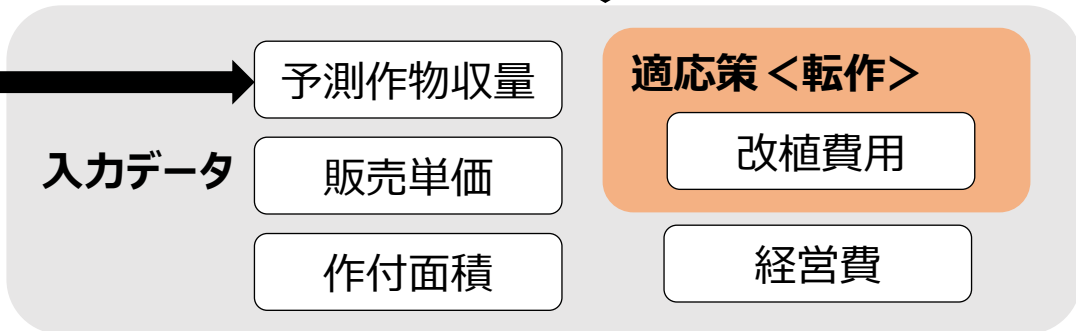 予測作物収量
適応策＜転作＞
改植費用
入力データ
販売単価
作付面積
経営費